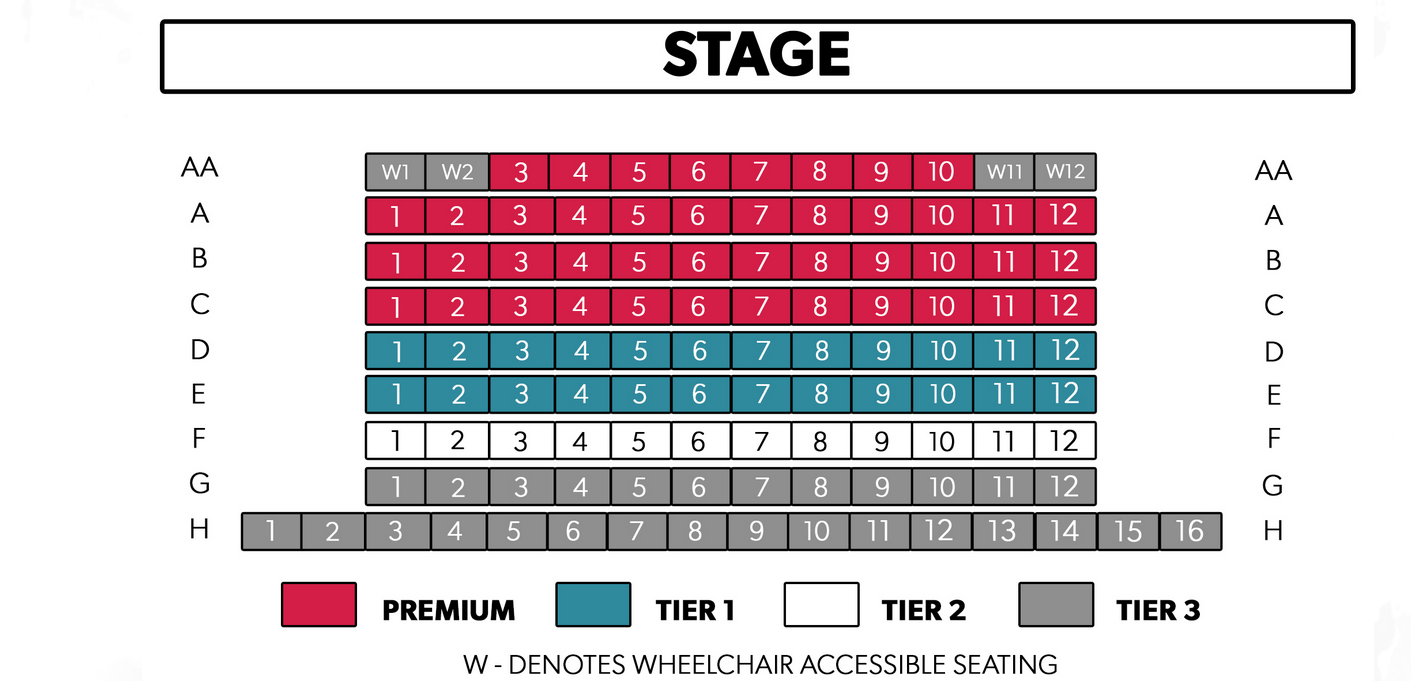 STAGE
AA W1 W2 3 4 5 6 7 8 9 10 W11 W12 AA
A 1 2 3 4 5 6 7 8 9 10 11 12 A
B 1 2 3 4 5 6 7 8 9 10 11 12 B
C 1 2 3 4 5 6 7 8 9 10 11 12 C
D 1 2 3 4 5 6 7 8 9 10 11 12 D
E 1 2 3 4 5 6 7 8 9 10 11 12 E
F 1 2 3 4 5 6 7 8 9 10 11 12 F
G 1 2 3 4 5 6 7 8 9 10 11 12 G
H 1 2 3 4 5 6 7 8 9 10 11 12 13 14 15 16 H
PREMIUM TIER 1 TIER 2 TIER 3
W - DENOTES WHEELCHAIR ACCESSIBLE SEATING